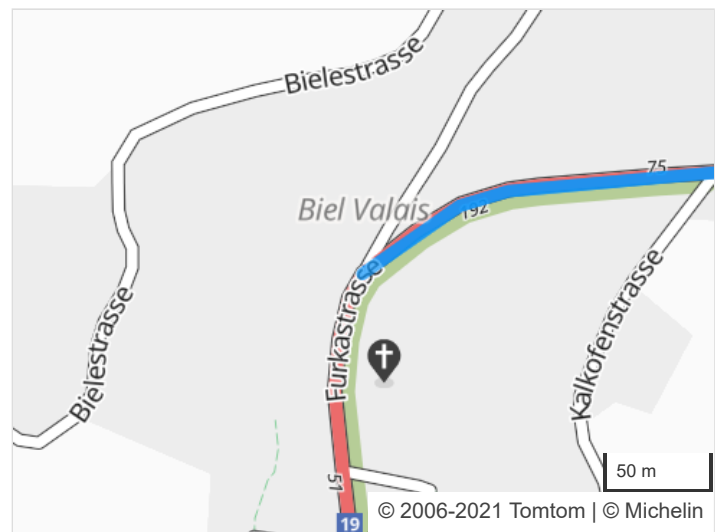 Bielestrasse
75
Biel Valais
192
Furkastrasse
Bielestrasse
Kalkofenstrasse
50 m
51
© 2006-2021 Tomtom | © Michelin
19